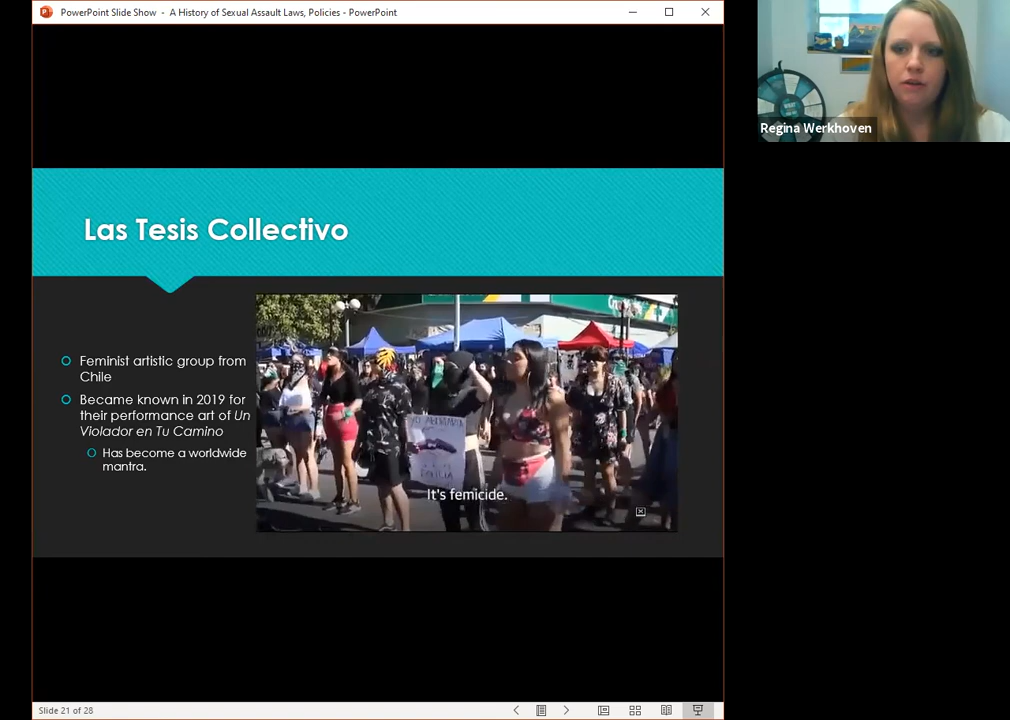 PowerPoint Slide Show - A History of Sexual Assault Laws, Policies - PowerPoint
Regina Werkhoven
Las Tesis Collectivo
Feminist artistic group from
Chile
Became known in 2019 for
their performance art of Un
Violador en Tu Camino
Has become a worldwide
mantra.
It's femicide.
Slide 21 of 28